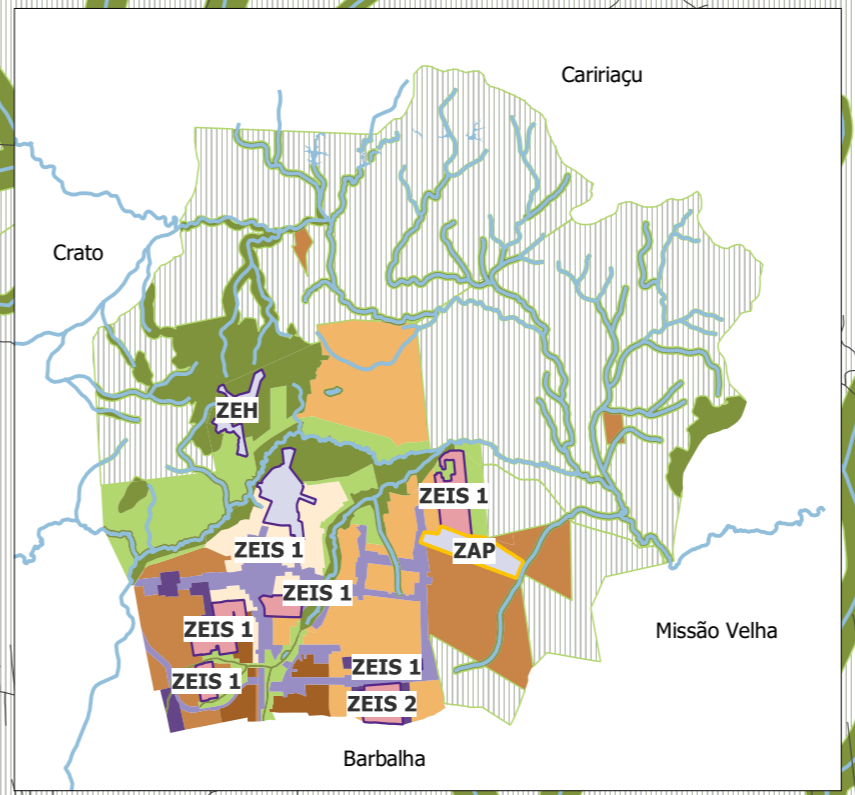 Caririaçu
Crato
ZEH
ZEIS 1
ZEIS 1
ZAP
ZEIS 1
ZEIS 1
Missão Velha
ZEIS 1
ZEIS 1
ZEIS 2
Barbalha